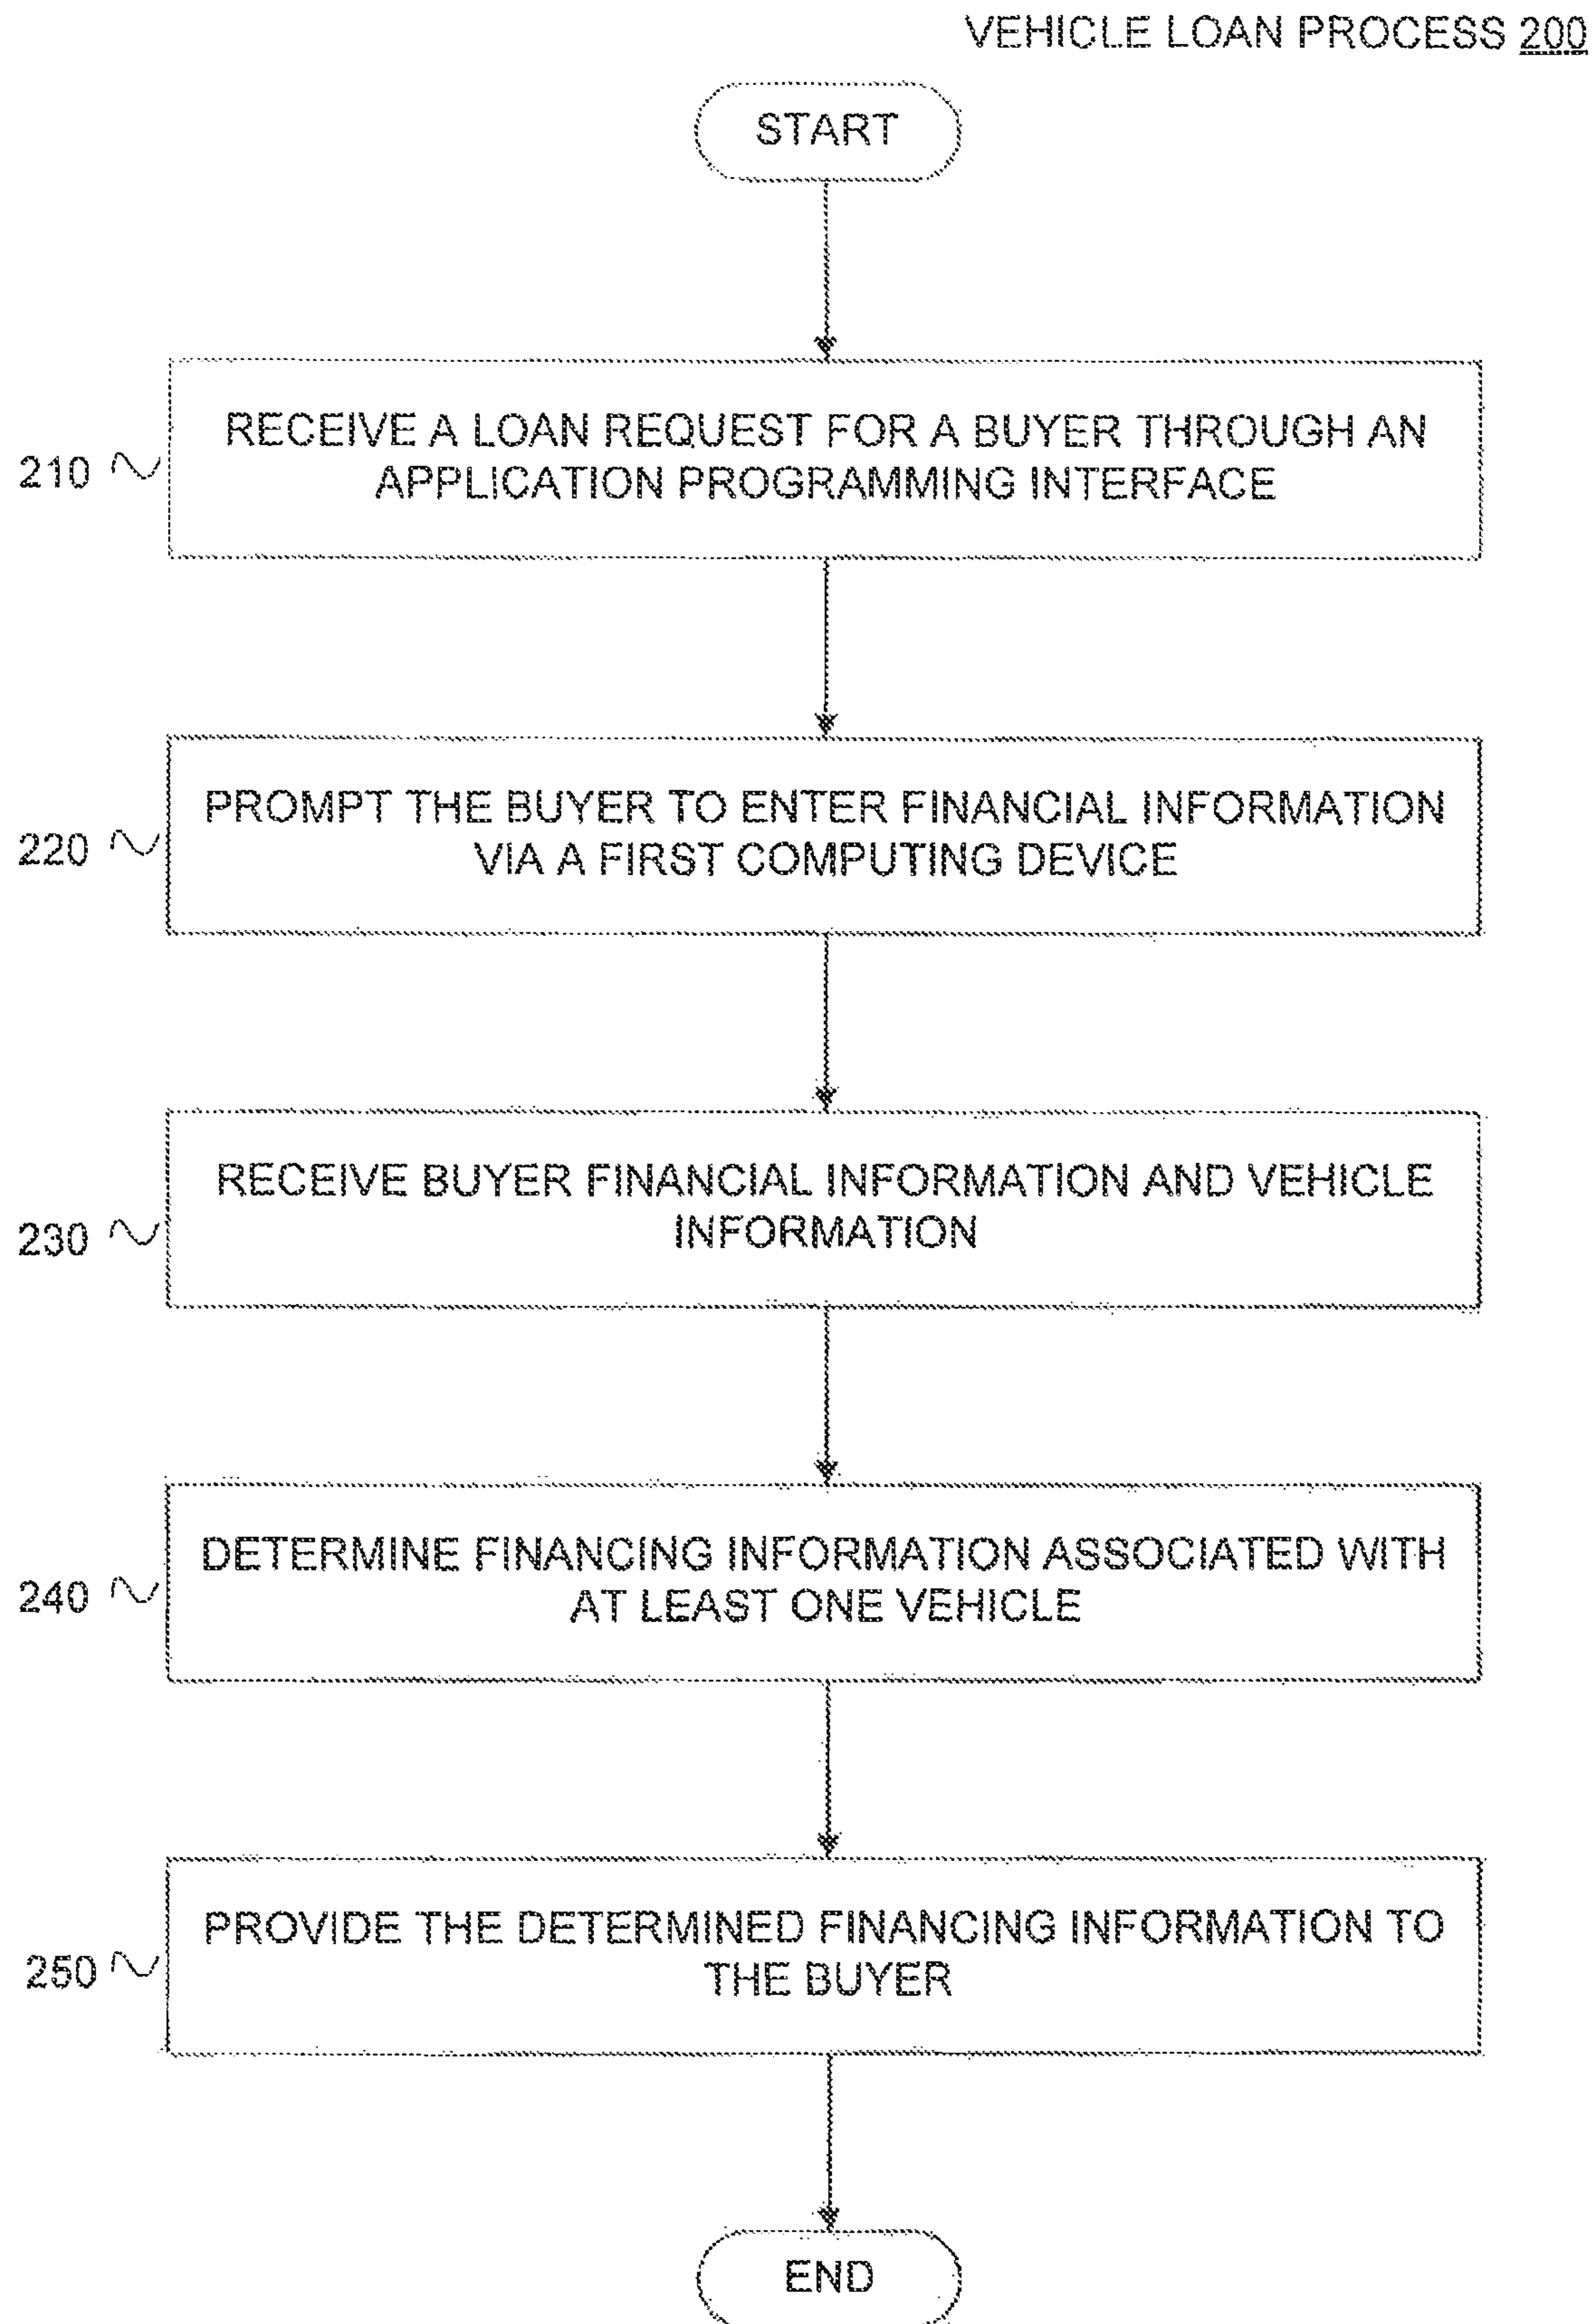 VEHICLE LOAN PROCESS 200
START
210
RECEIVE A LOAN REQUEST FOR A BUYER THROUGH AN
APPLICATION PROGRAMMING INTERFACE
220
PROMPT THE BUYER TO ENTER FINANCIAL INFORMATION
VIA A FIRST COMPUTING DEVICE
230
RECEIVE BUYER FINANCIAL INFORMATION AND VEHICLE
INFORMATION
240
DETERMINE FINANCING INFORMATION ASSOCIATED WITH
AT LEAST ONE VEHICLE
250
PROVIDE THE DETERMINED FINANCING INFORMATION TO
THE BUYER
END